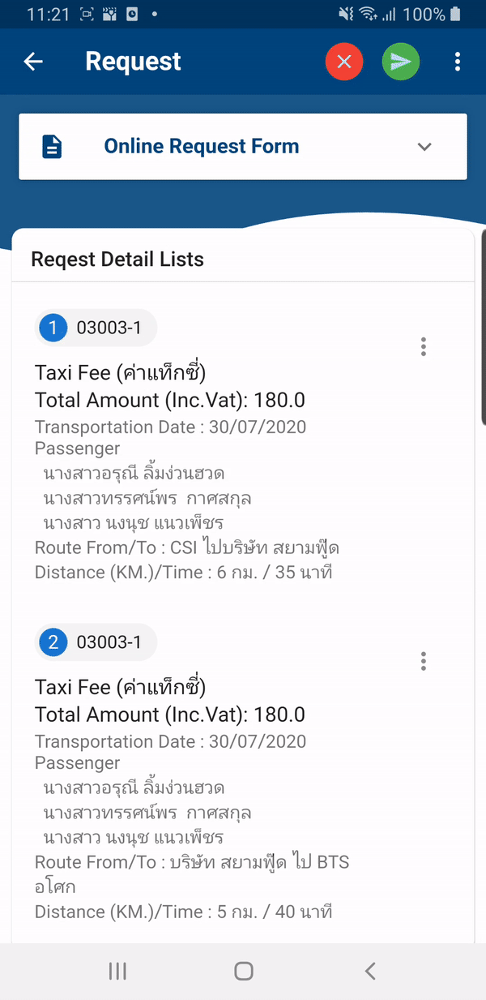 11:21
100%
Request
Online Request Form
Reqest Detail Lists
1 03003-1
Taxi Fee (ค่าแท็กซี่)
Total Amount (Inc.Vat): 180.0
Transportation Date : 30/07/2020
Passenger
นางสาวอรุณี ลิ้มง่วนฮวด
นางสาวทรรศน์พร กาศสกุล
นางสาว นงนุช แนวเพ็ชร
Route From/To : CSI ไปบริษัท สยามฟู๊ด
Distance (KM.)/Time : 6 กม. / 35 นาที
2 03003-1
Taxi Fee (ค่าแท็กซี่)
Total Amount (Inc.Vat): 180.0
Transportation Date : 30/07/2020
Passenger
นางสาวอรุณี ลิ้มง่วนฮวด
นางสาวทรรศน์พร กาศสกุล
นางสาว นงนุช แนวเพ็ชร
Route From/To : บริษัท สยามฟู๊ด ไป BTS
อโศก
Distance (KM.)/Time : 5 กม. / 40 นาที